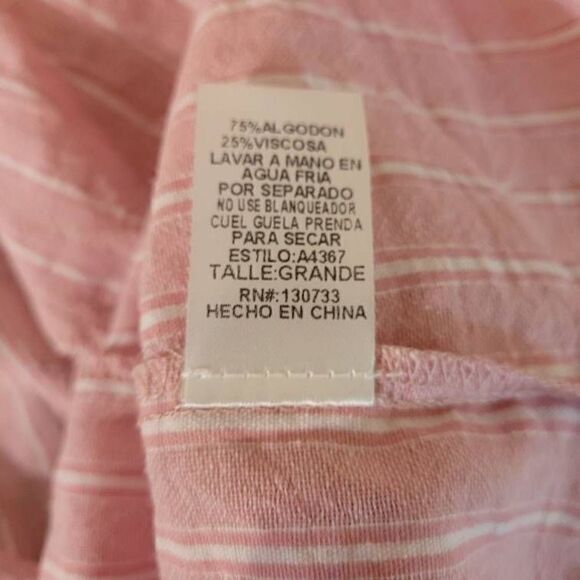 75%ALGODON
25%VISCOSA
LAVAR A MANO EN
AGUA FRIA
POR SEPARADO
NO USE BLANQUEADOR
CUEL GUELA PRENDA
PARA SECAR
ESTILO:A4367
TALLE:GRANDE
RN#:130733
HECHO EN CHINA